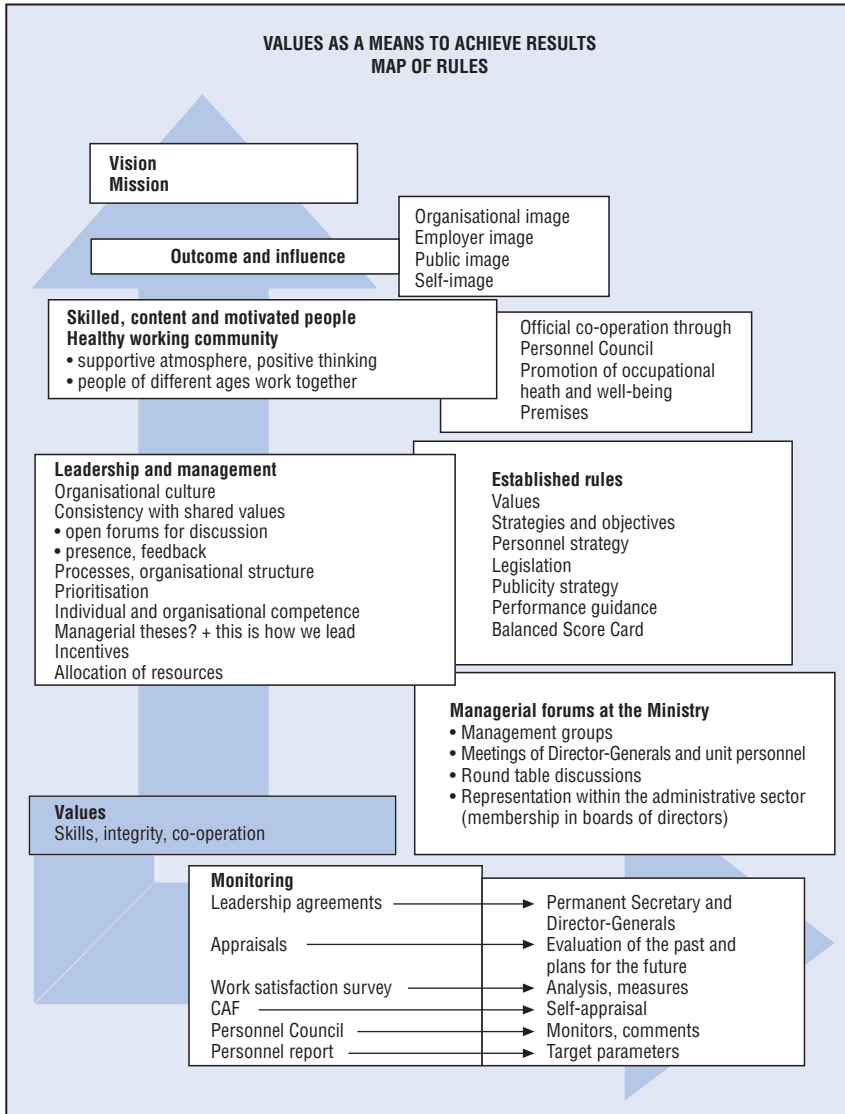 VALUES AS A MEANS TO ACHIEVE RESULTS
MAP OF RULES
Vision
Mission
Outcome and influence
Organisational image
Employer image
Public image
Self-image
Skilled, content and motivated people
Healthy working community
• supportive atmosphere, positive thinking
• people of different ages work together
Official co-operation through
Personnel Council
Promotion of occupational
heath and well-being
Premises
Leadership and management
Organisational culture
Consistency with shared values
• open forums for discussion
• presence, feedback
Processes, organisational structure
Prioritisation
Individual and organisational competence
Managerial theses? + this is how we lead
Incentives
Allocation of resources
Established rules
Values
Strategies and objectives
Personnel strategy
Legislation
Publicity strategy
Performance guidance
Balanced Score Card
Managerial forums at the Ministry
• Management groups
• Meetings of Director-Generals and unit personnel
• Round table discussions
• Representation within the administrative sector
(membership in boards of directors)
Values
Skills, integrity, co-operation
Monitoring
Leadership agreements
Permanent Secretary and
Director-Generals
Appraisals
Evaluation of the past and
plans for the future
Work satisfaction survey
Analysis, measures
CAF
Self-appraisal
Personnel Council
Monitors, comments
Personnel report
Target parameters